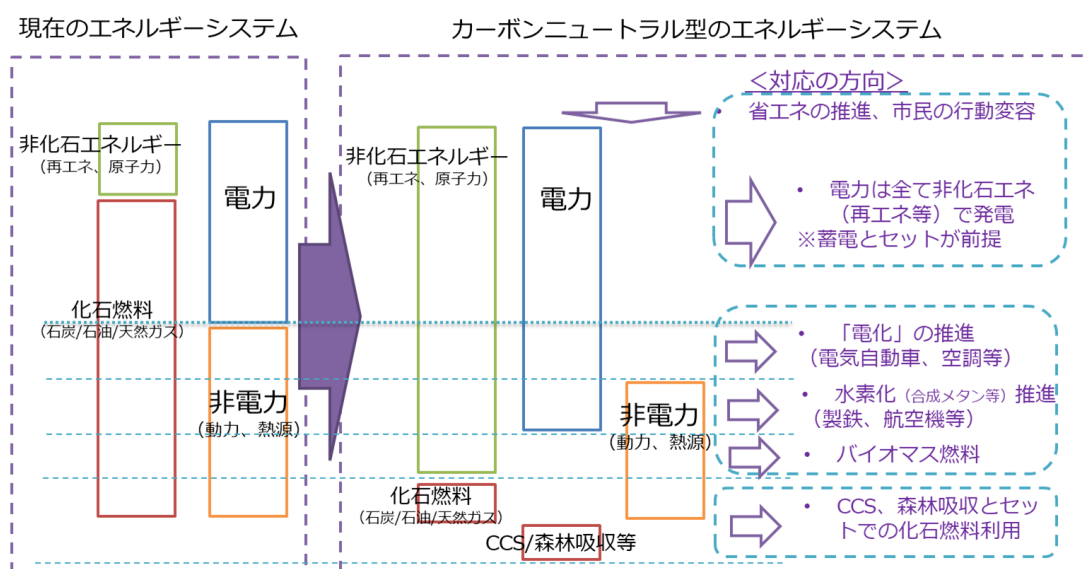 現在のエネルギーシステム
非化石エネルギー
（再エネ、原子力）
電力
化石燃料
（石炭/石油/天然ガス）
非電力
（動力、熱源）
カーボンニュートラル型のエネルギーシステム
非化石エネルギー
（再エネ、原子力）
電力
非電力
（動力、熱源）
化石燃料
（石炭/石油/天然ガス）
CCS/森林吸収等
＜対応の方向＞
• 省エネの推進、市民の行動変容
• 電力は全て非化石エネ
（再エネ等）で発電
※蓄電とセットが前提
• 「電化」の推進
（電気自動車、空調等）
• 水素化（合成メタン等）推進
（製鉄、航空機等）
• バイオマス燃料
• CCS、森林吸収とセッ
トでの化石燃料利用